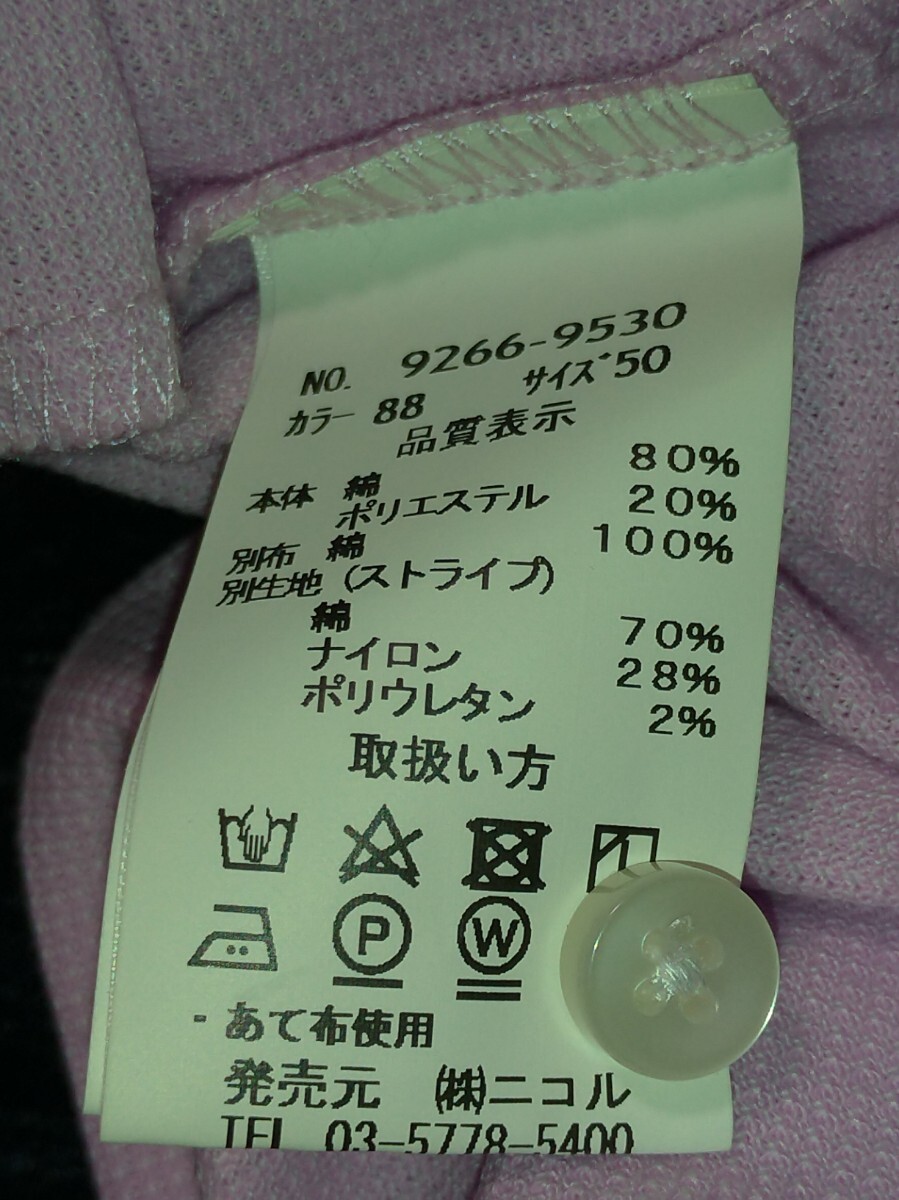 NO. 9266-9530
カラー 88 サイズ 50
品質表示
本体 綿 80%
ポリエステル 20%
別布 綿 100%
別生地 (ストライプ)
綿 70%
ナイロン 28%
ポリウレタン 2%
取扱い方
P W
・あて布使用
発売元 ㈱ニコル
TEL 03-5778-5400